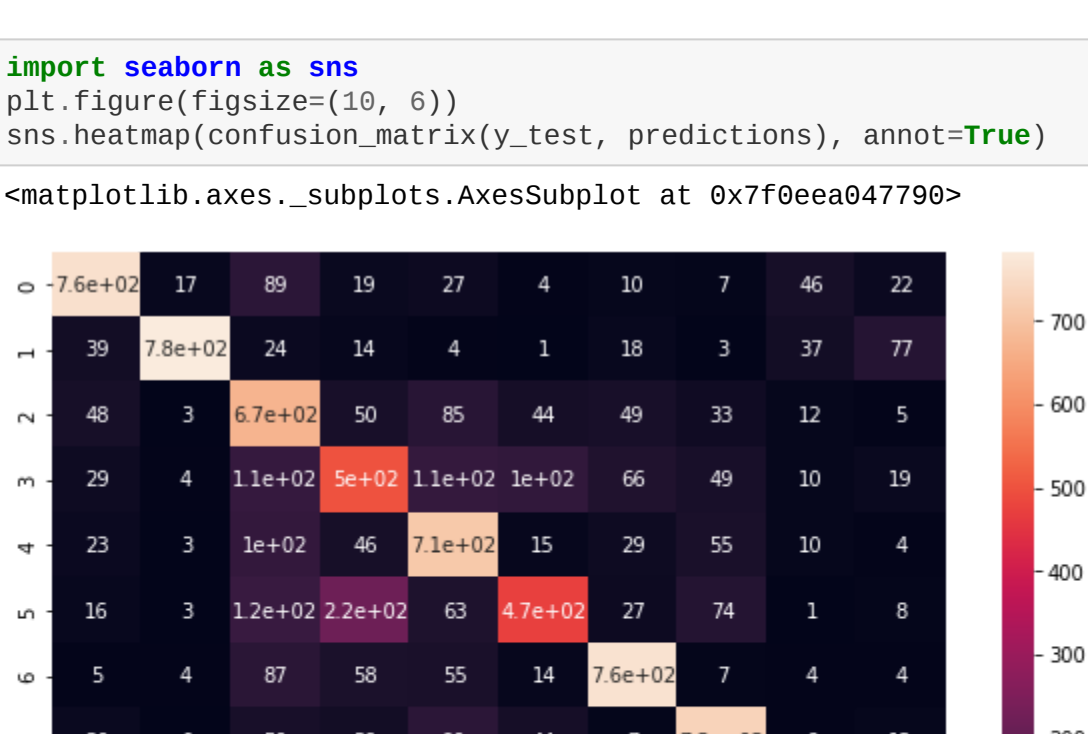 import seaborn as sns
plt.figure(figsize=(10, 6))
sns.heatmap(confusion_matrix(y_test, predictions), annot=True)
<matplotlib.axes._subplots.AxesSubplot at 0x7f0eea047790>
0 7.6e+02 17 89 19 27 4 10 7 46 22
700
1 39 7.8e+02 24 14 4 1 18 3 37 77
600
2 48 3 6.7e+02 50 85 44 49 33 12 5
3 29 4 1.1e+02 5e+02 1.1e+02 1e+02 66 49 10 19
500
4 23 3 1e+02 46 7.1e+02 15 29 55 10 4
400
5 16 3 1.2e+02 2.2e+02 63 4.7e+02 27 74 1 8
300
6 5 4 87 58 55 14 7.6e+02 7 4 4